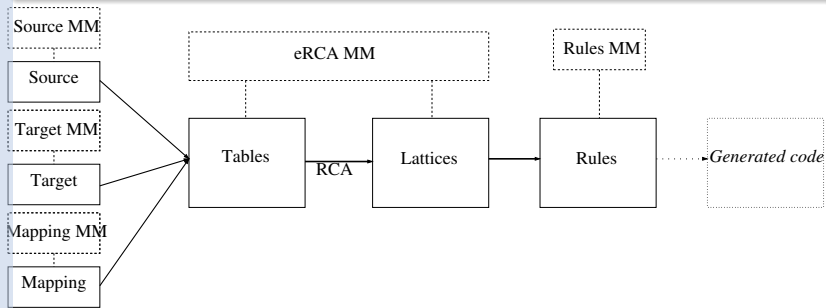 Source MM
Source
Target MM
Target
Mapping MM
Mapping
eRCA MM
Tables
RCA
Lattices
Rules MM
Rules
Generated code